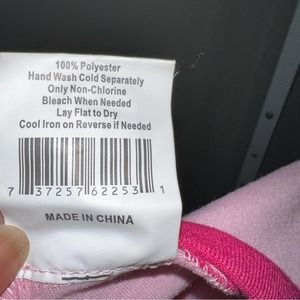 100% Polyester
Hand Wash Cold Separately
Only Non-Chlorine
Bleach When Needed
Lay Flat to Dry
Cool Iron on Reverse if Needed
7 37257 62253 1
MADE IN CHINA